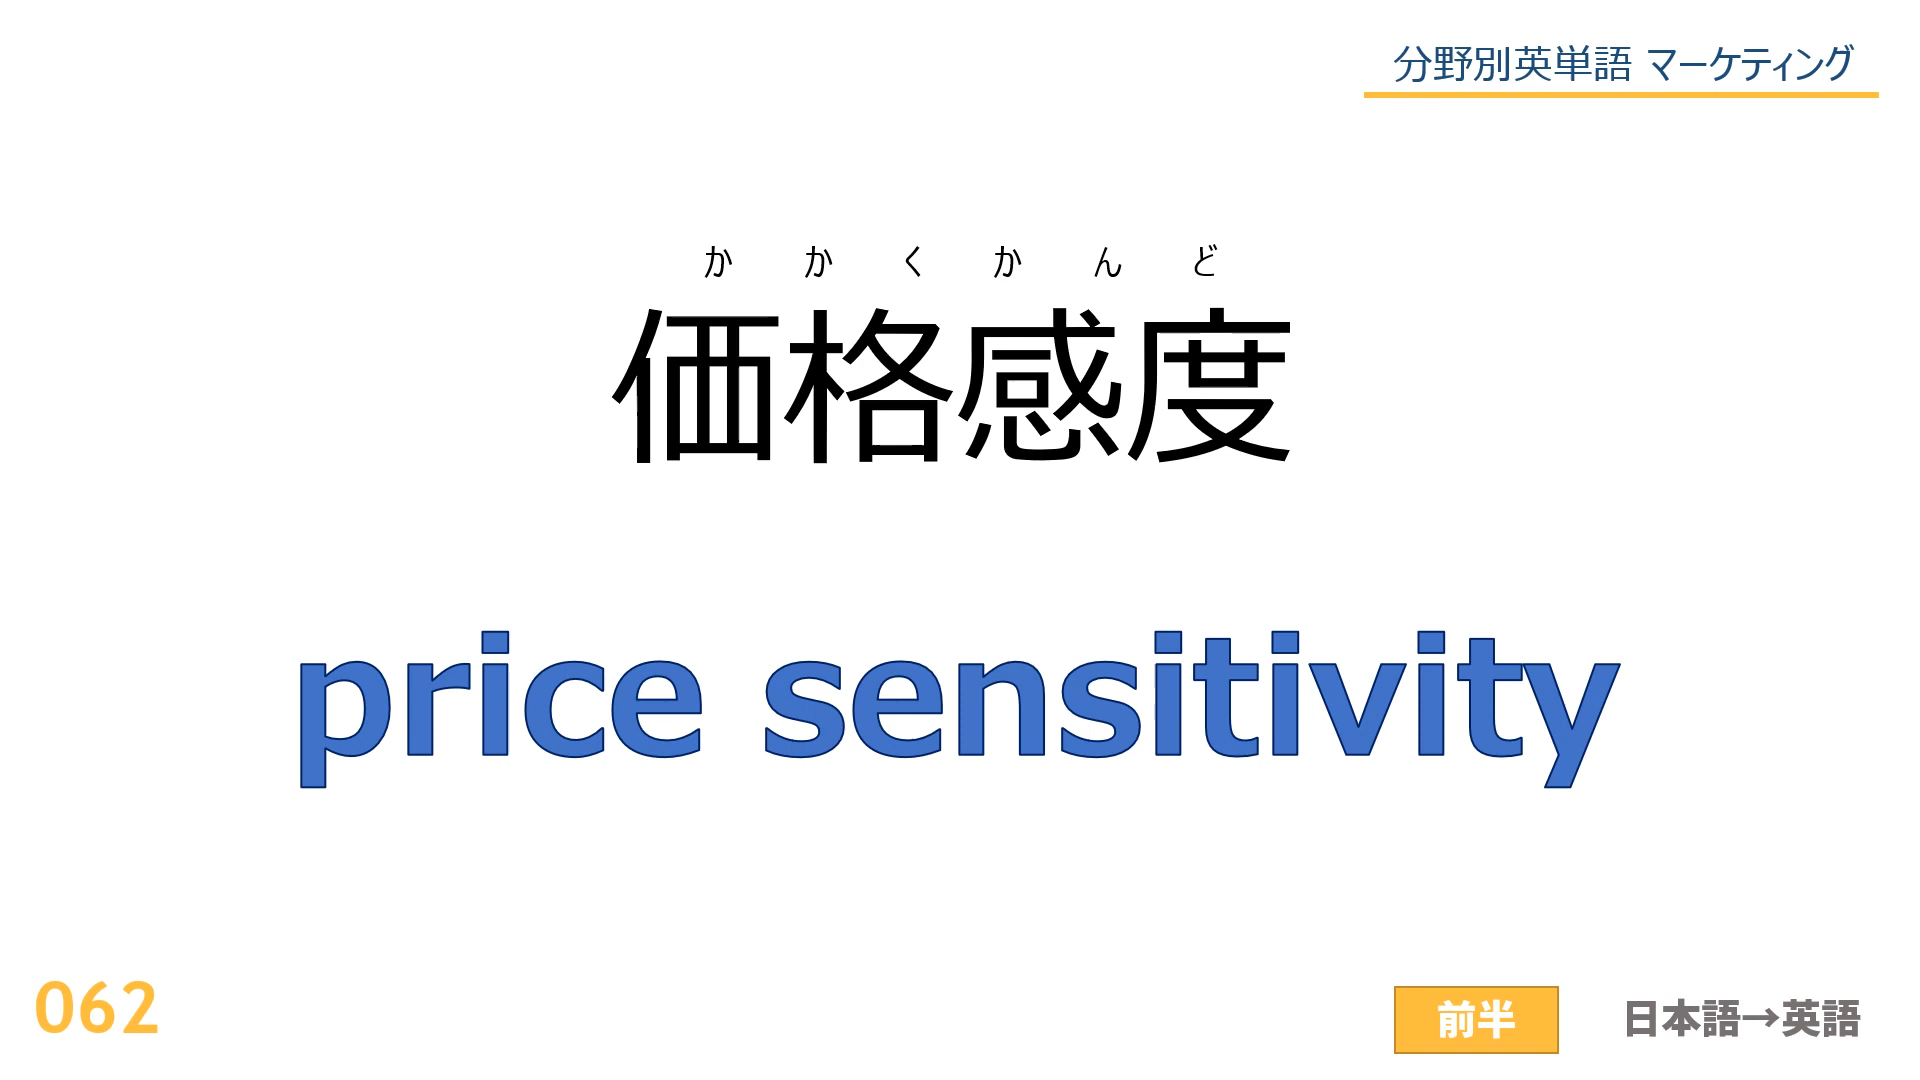 分野別英単語 マーケティング
かかくかんど
価格感度
price sensitivity
062
前半
日本語→英語